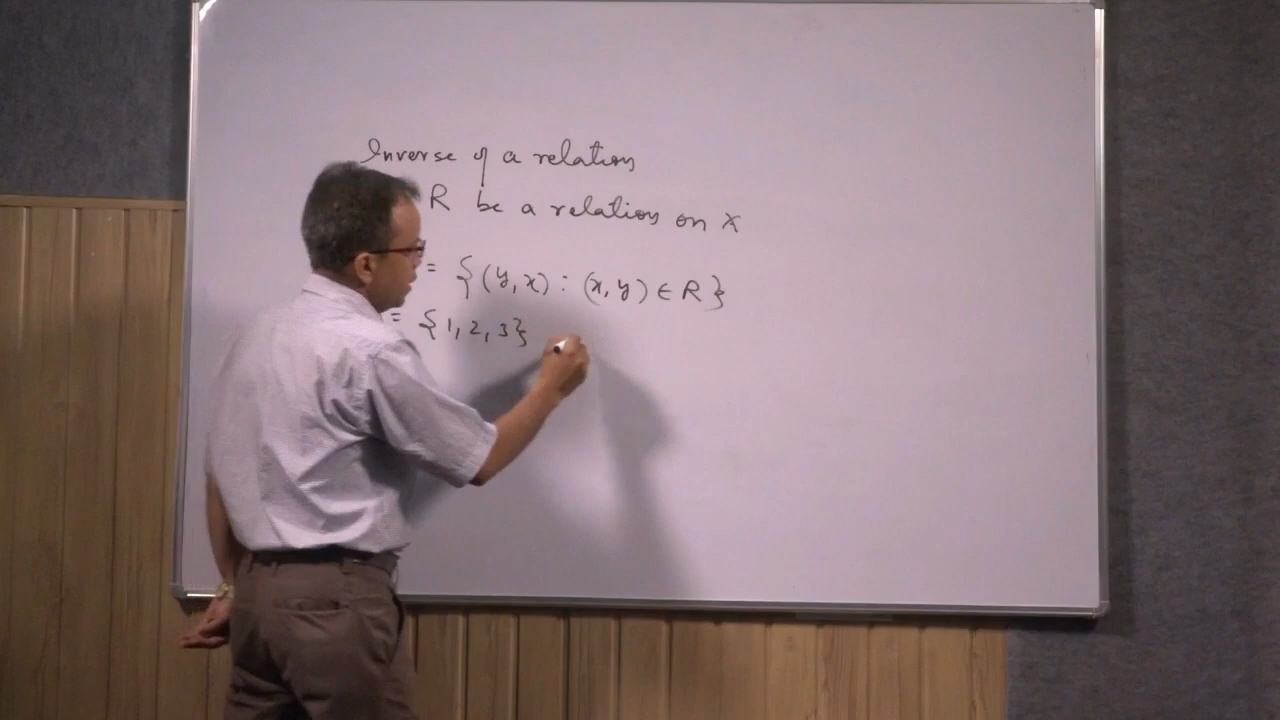 Inverse of a relation
R be a relation on X
= {(y,x) : (x,y) ∈ R}
= {1, 2, 3}